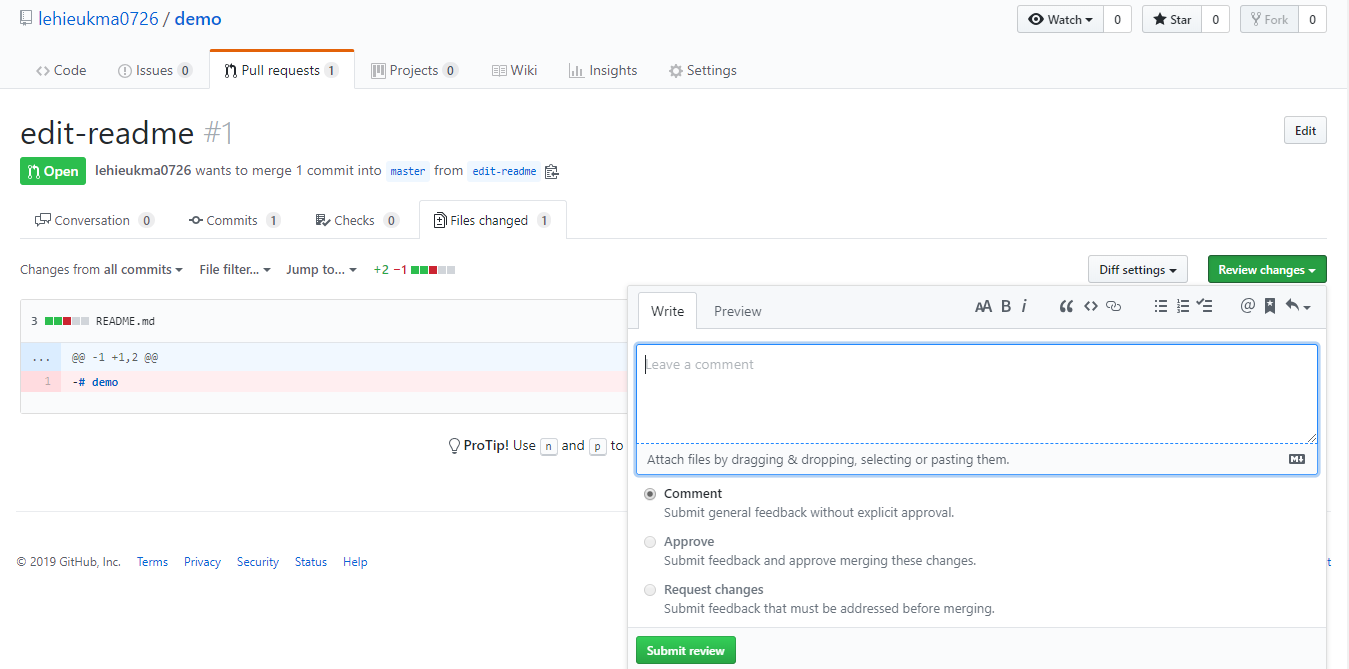 lehieukma0726 / demo
Watch 0 Star 0 Fork 0
Code Issues 0 Pull requests 1 Projects 0 Wiki Insights Settings
edit-readme #1
Edit
Open lehieukma0726 wants to merge 1 commit into master from edit-readme
Conversation 0 Commits 1 Checks 0 Files changed 1
Changes from all commits File filter... Jump to... +2 −1
Diff settings Review changes
3 README.md
... @@ -1 +1,2 @@
1 -# demo
ProTip! Use n and p to
Write Preview
AA B i
Leave a comment
Attach files by dragging & dropping, selecting or pasting them.
Comment
Submit general feedback without explicit approval.
Approve
Submit feedback and approve merging these changes.
Request changes
Submit feedback that must be addressed before merging.
Submit review
© 2019 GitHub, Inc. Terms Privacy Security Status Help